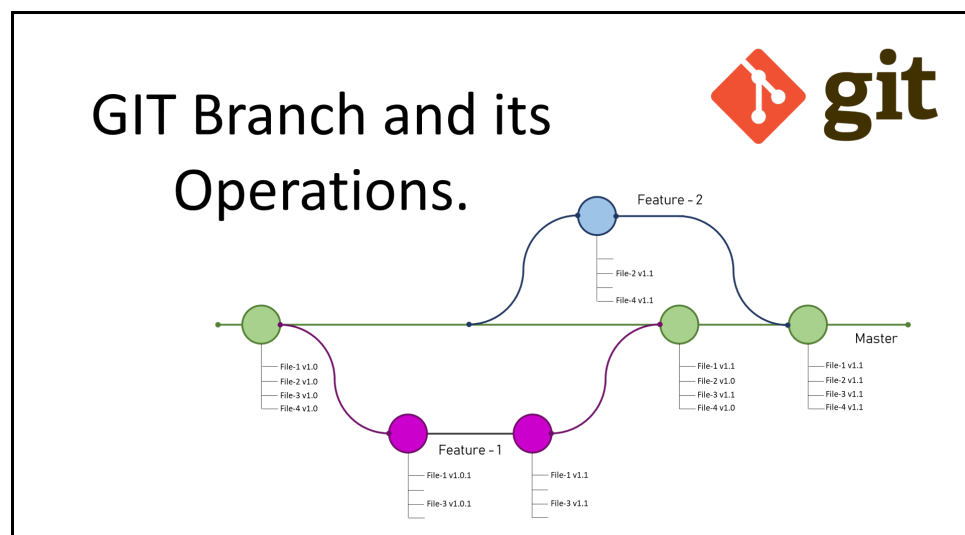 GIT Branch and its
Operations.
git
Feature - 2
File-2 v1.1
File-4 v1.1
Master
File-1 v1.0
File-2 v1.0
File-3 v1.0
File-4 v1.0
File-1 v1.1
File-2 v1.0
File-3 v1.1
File-4 v1.0
File-1 v1.1
File-2 v1.1
File-3 v1.1
File-4 v1.1
Feature - 1
File-1 v1.0.1
File-3 v1.0.1
File-1 v1.1
File-3 v1.1